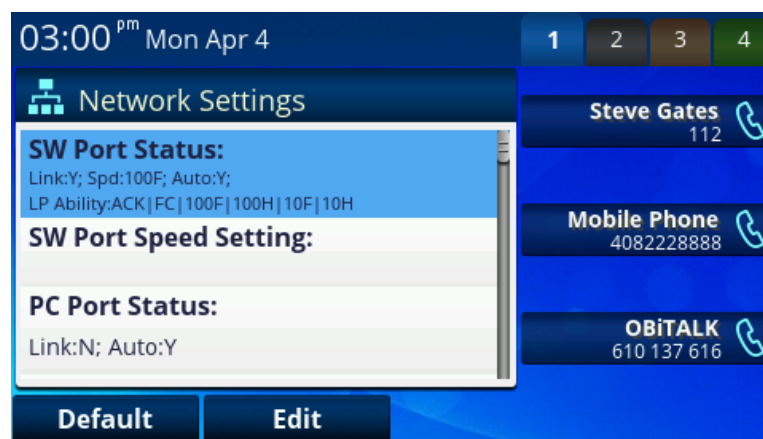 03:00 pm Mon Apr 4
1 2 3 4
Network Settings
SW Port Status:
Link:Y; Spd:100F; Auto:Y;
LP Ability:ACK|FC|100F|100H|10F|10H
SW Port Speed Setting:
PC Port Status:
Link:N; Auto:Y
Steve Gates
112
Mobile Phone
4082228888
OBiTALK
610 137 616
Default Edit